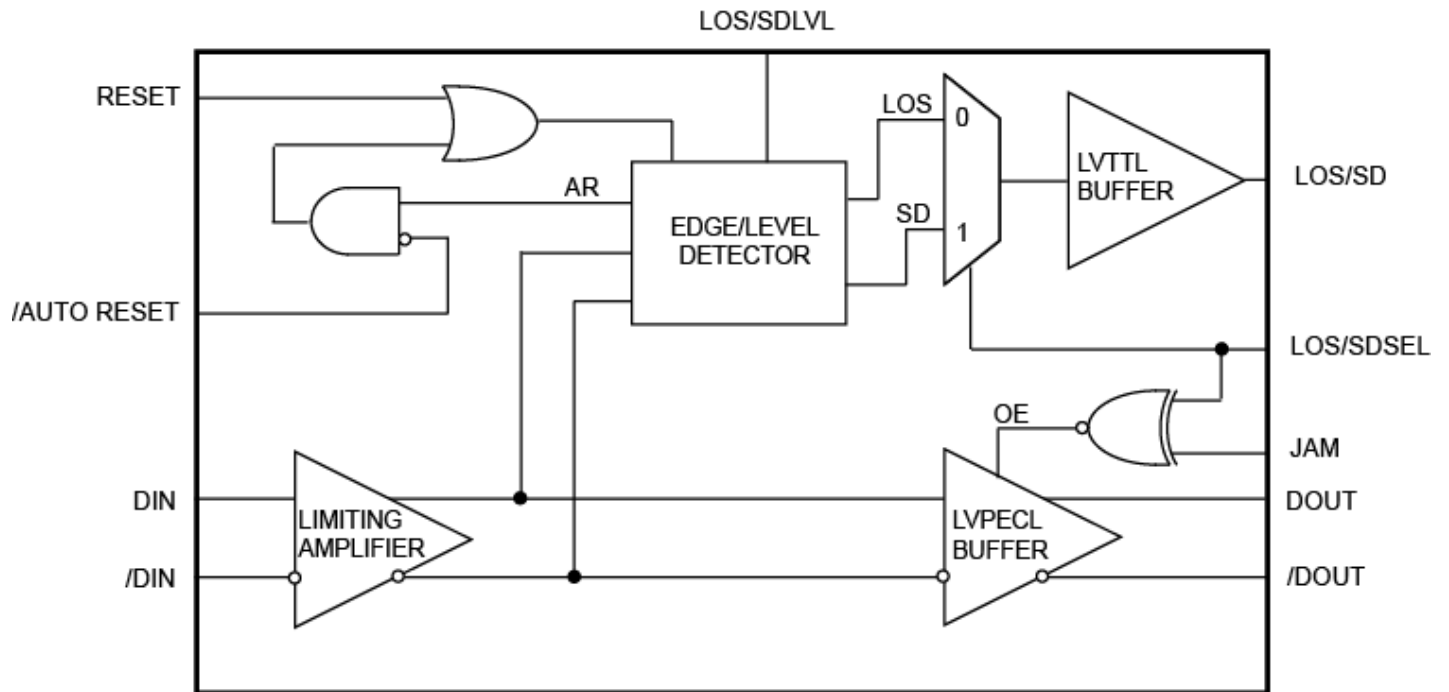 LOS/SDLVL
RESET
LOS
0
LVTTL
BUFFER
LOS/SD
AR
EDGE/LEVEL
DETECTOR
SD
1
/AUTO RESET
LOS/SDSEL
OE
JAM
DIN
LIMITING
AMPLIFIER
LVPECL
BUFFER
DOUT
/DIN
/DOUT